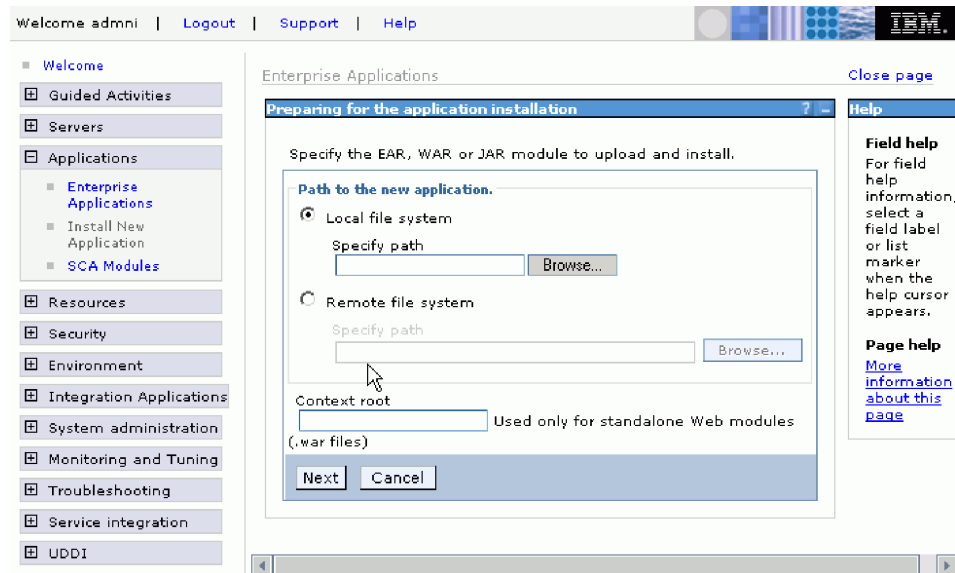 Welcome admni | Logout | Support | Help
IBM.
Welcome
Guided Activities
Servers
Applications
Enterprise
Applications
Install New
Application
SCA Modules
Resources
Security
Environment
Integration Applications
System administration
Monitoring and Tuning
Troubleshooting
Service integration
UDDI
Enterprise Applications
Close page
Preparing for the application installation
? -
Specify the EAR, WAR or JAR module to upload and install.
Path to the new application.
Local file system
Specify path
Browse...
Remote file system
Specify path
Browse...
Context root
Used only for standalone Web modules
(.war files)
Next
Cancel
Help
Field help
For field
help
information,
select a
field label
or list
marker
when the
help cursor
appears.
Page help
More
information
about this
page